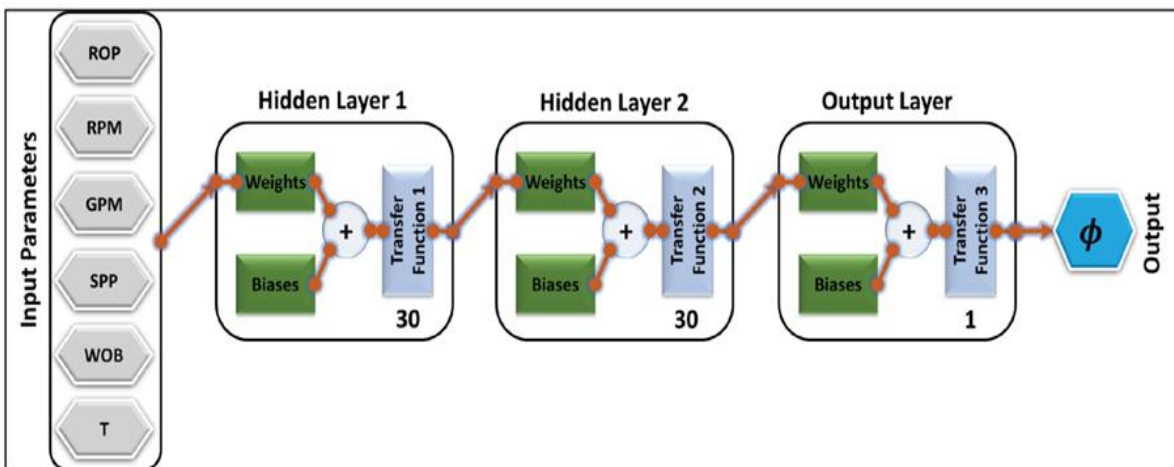 Input Parameters
ROP
RPM
GPM
SPP
WOB
T
Hidden Layer 1
Weights
Biases
+
Transfer
Function 1
30
Hidden Layer 2
Weights
Biases
+
Transfer
Function 2
30
Output Layer
Weights
Biases
+
Transfer
Function 3
1
ϕ
Output